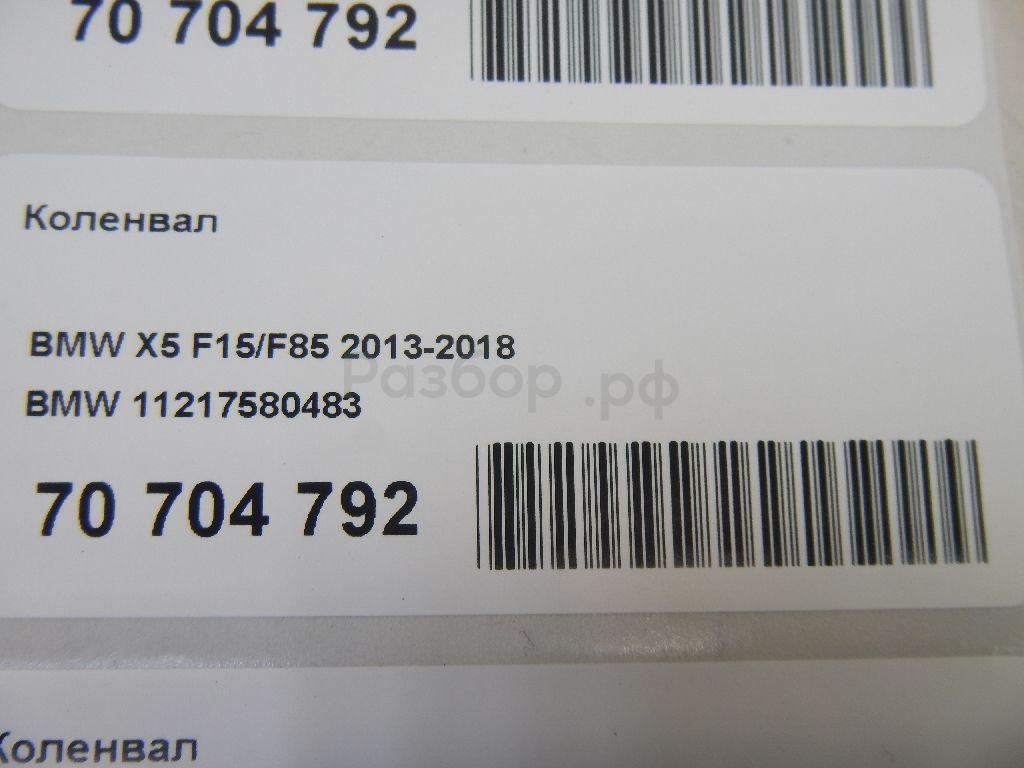 70 704 792
Коленвал
BMW X5 F15/F85 2013-2018
Разбор.рф
BMW 11217580483
70 704 792
Коленвал